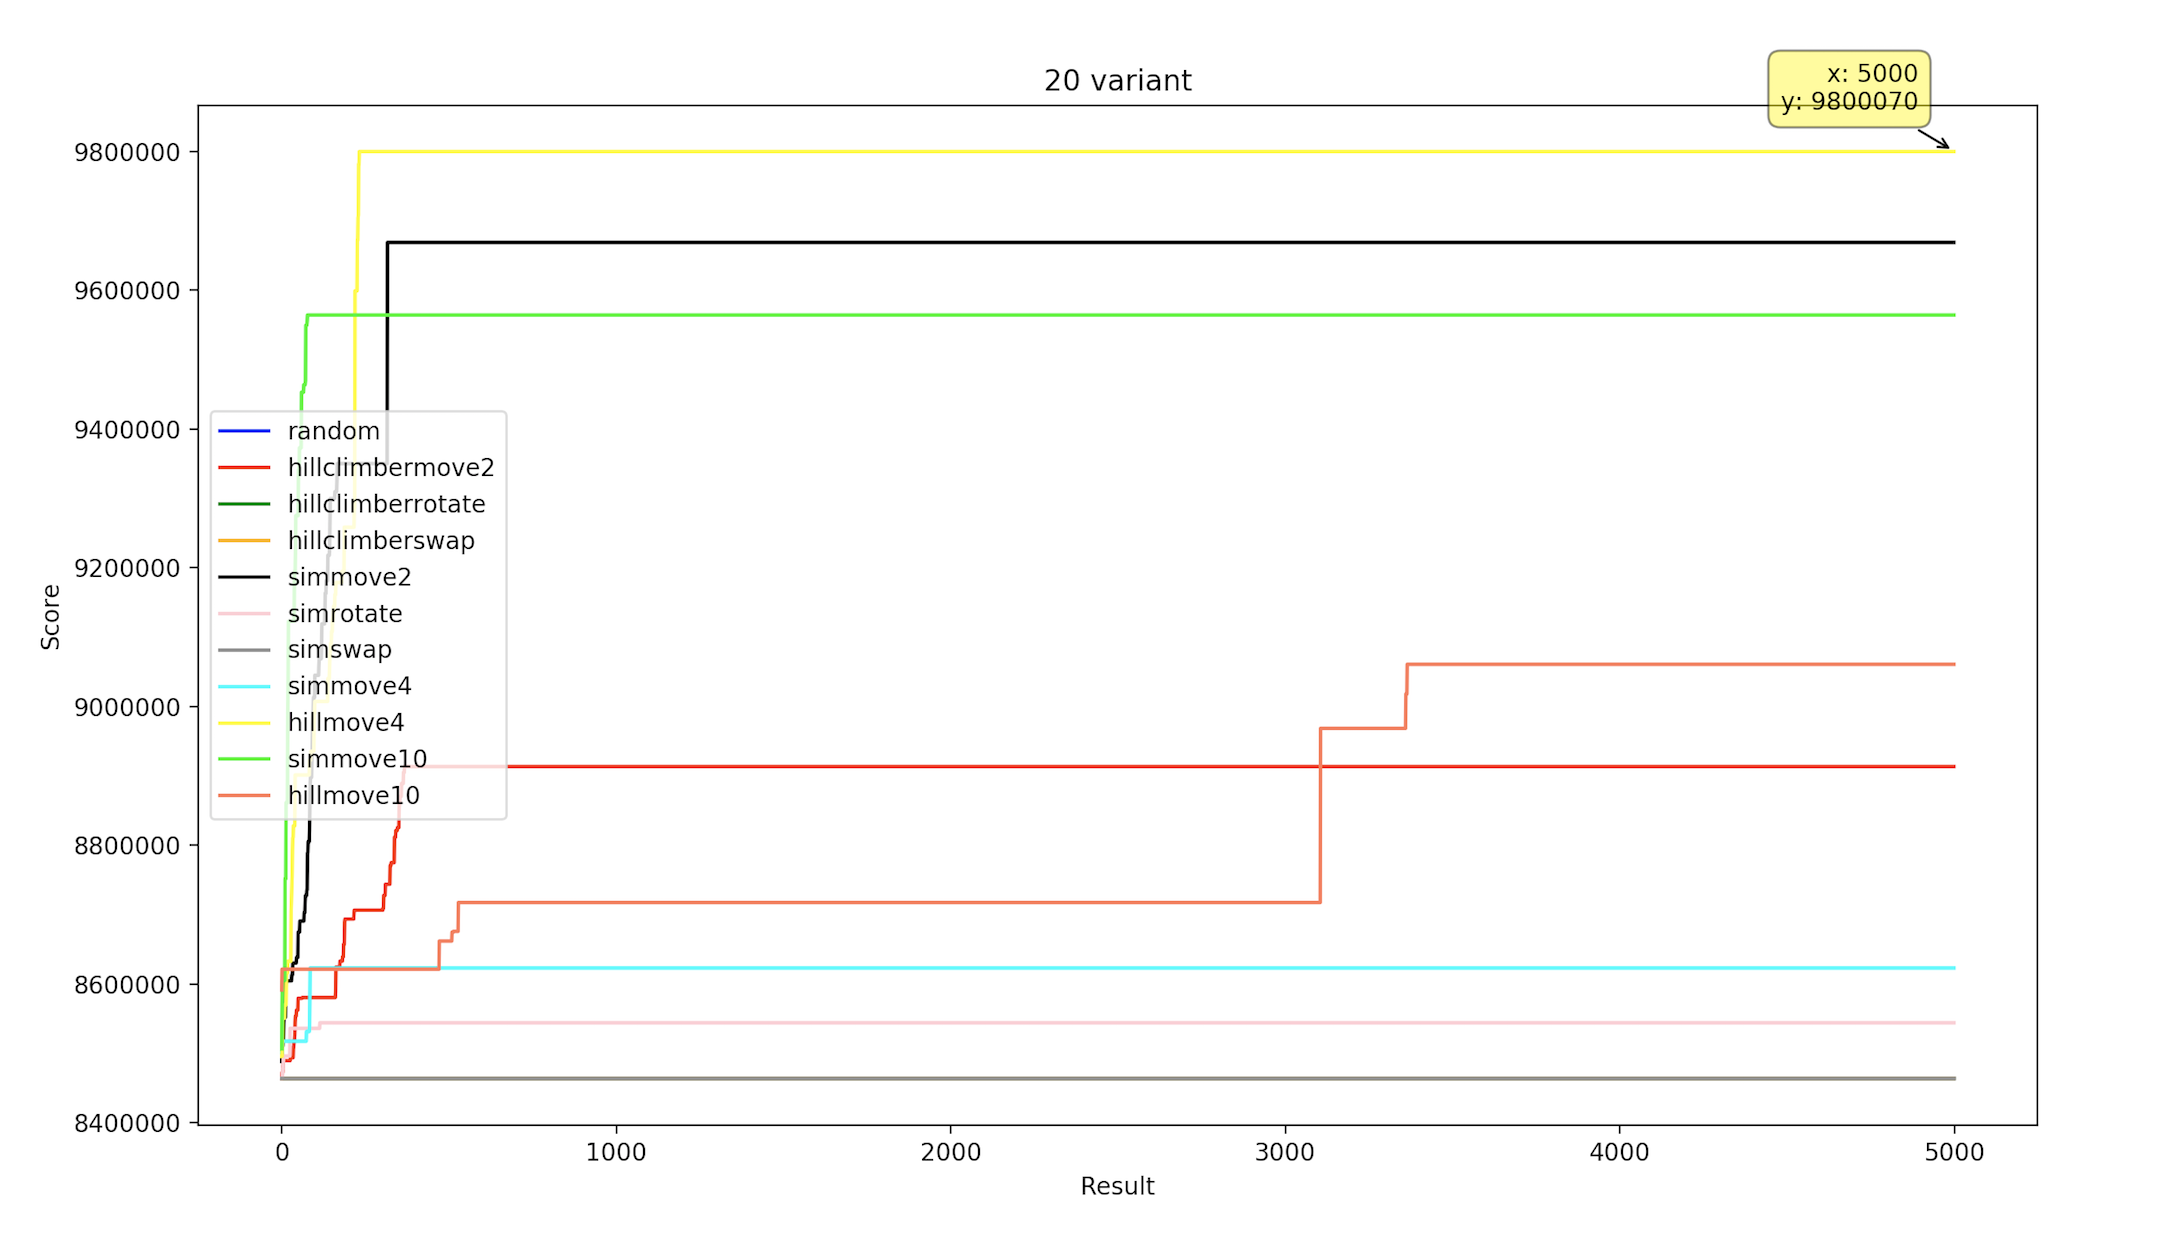 20 variant
x: 5000
y: 9800070
9800000
9600000
9400000
9200000
9000000
8800000
8600000
8400000
Score
random
hillclimbermove2
hillclimberrotate
hillclimberswap
simmove2
simrotate
simswap
simmove4
hillmove4
simmove10
hillmove10
0
1000
2000
3000
4000
5000
Result